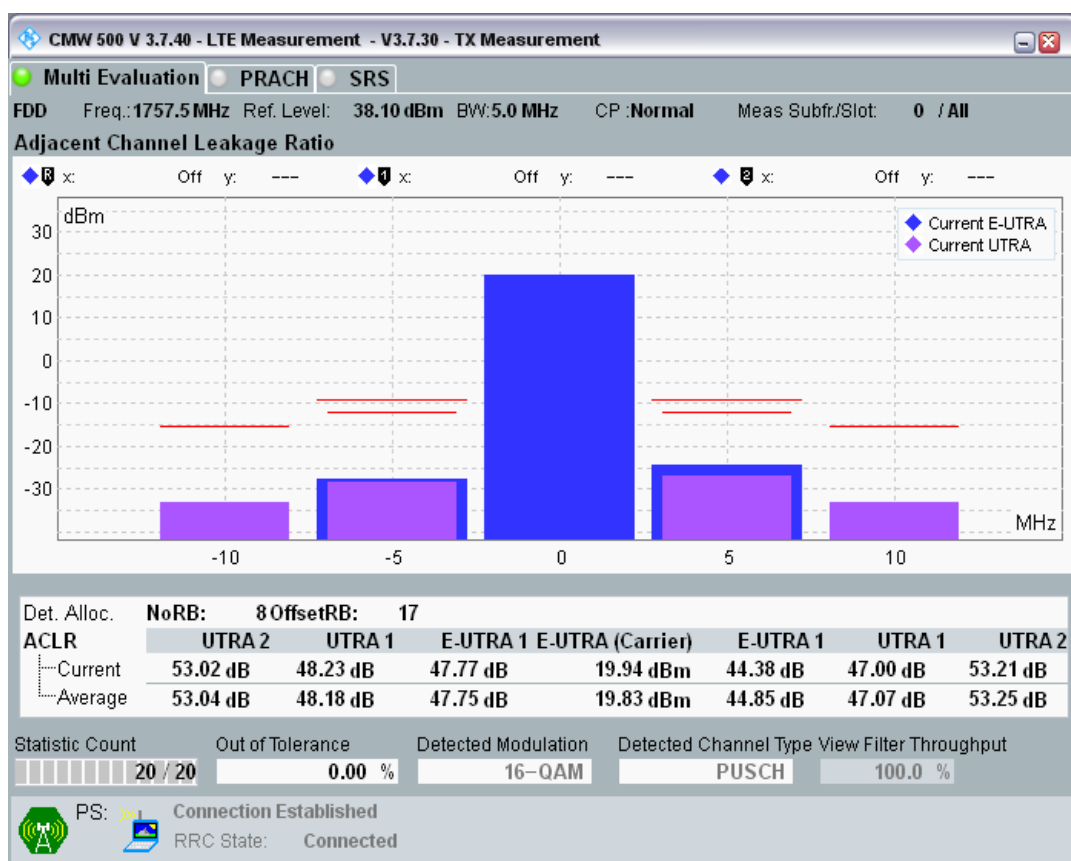 CMW 500 V 3.7.40 - LTE Measurement - V3.7.30 - TX Measurement
Multi Evaluation PRACH SRS
FDD Freq.: 1757.5 MHz Ref. Level: 38.10 dBm BW: 5.0 MHz CP : Normal Meas Subfr./Slot: 0 / All
Adjacent Channel Leakage Ratio
R x: Off y: --- 1 x: Off y: --- 2 x: Off y: ---
dBm
Current E-UTRA
Current UTRA
30
20
10
0
-10
-20
-30
MHz
-10 -5 0 5 10
Det. Alloc. NoRB: 8 OffsetRB: 17
ACLR UTRA 2 UTRA 1 E-UTRA 1 E-UTRA (Carrier) E-UTRA 1 UTRA 1 UTRA 2
Current 53.02 dB 48.23 dB 47.77 dB 19.94 dBm 44.38 dB 47.00 dB 53.21 dB
Average 53.04 dB 48.18 dB 47.75 dB 19.83 dBm 44.85 dB 47.07 dB 53.25 dB
Statistic Count Out of Tolerance Detected Modulation Detected Channel Type View Filter Throughput
20 / 20 0.00 % 16-QAM PUSCH 100.0 %
PS: Connection Established
RRC State: Connected